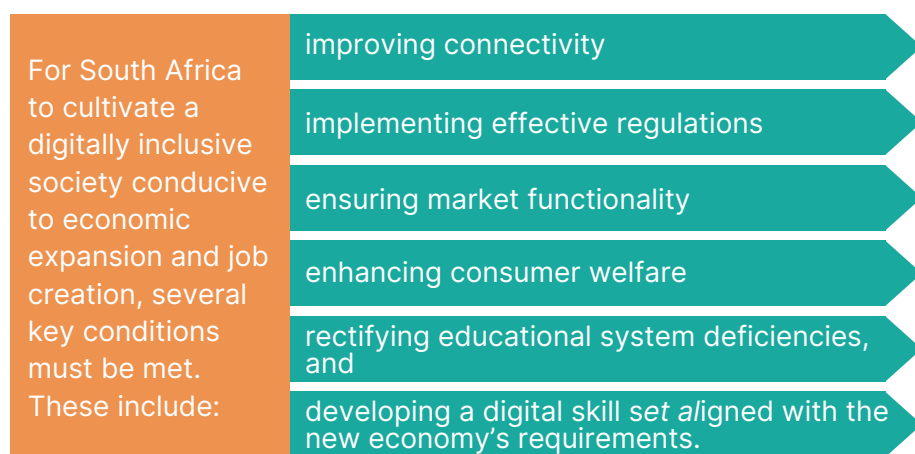 For South Africa
to cultivate a
digitally inclusive
society conducive
to economic
expansion and job
creation, several
key conditions
must be met.
These include:
improving connectivity
implementing effective regulations
ensuring market functionality
enhancing consumer welfare
rectifying educational system deficiencies,
and
developing a digital skill set aligned with the
new economy’s requirements.